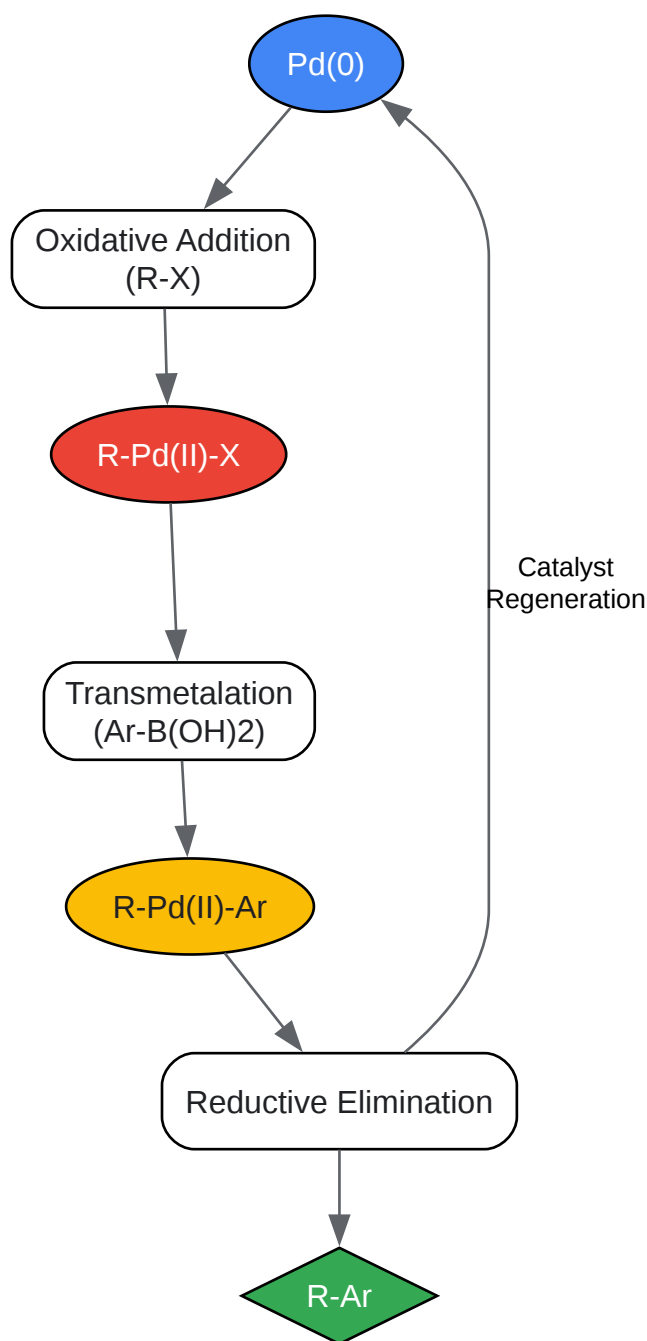 Pd(0)
Oxidative Addition
(R-X)
R-Pd(II)-X
Catalyst
Regeneration
Transmetalation
(Ar-B(OH)2)
R-Pd(II)-Ar
Reductive Elimination
R-Ar